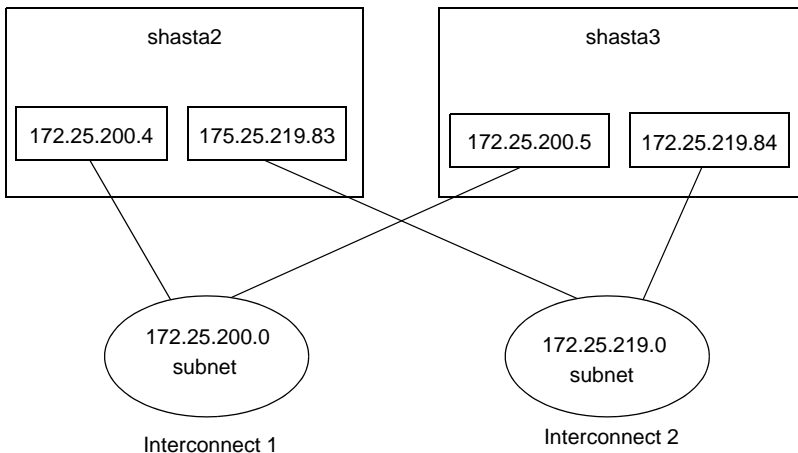 shasta2
172.25.200.4
175.25.219.83
shasta3
172.25.200.5
172.25.219.84
172.25.200.0
subnet
Interconnect 1
172.25.219.0
subnet
Interconnect 2